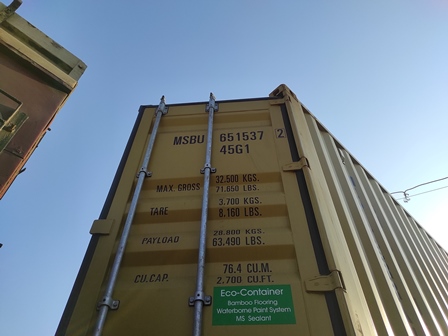 MSBU 651537 2
45G1
MAX. GROSS 32.500 KGS.
71.650 LBS.
TARE 3.700 KGS.
8.160 LBS.
PAYLOAD 28.800 KGS.
63.490 LBS.
CU.CAP. 76.4 CU.M.
2.700 CU.FT.
Eco-Container
Bamboo Flooring
Waterborne Paint System
MS Sealant